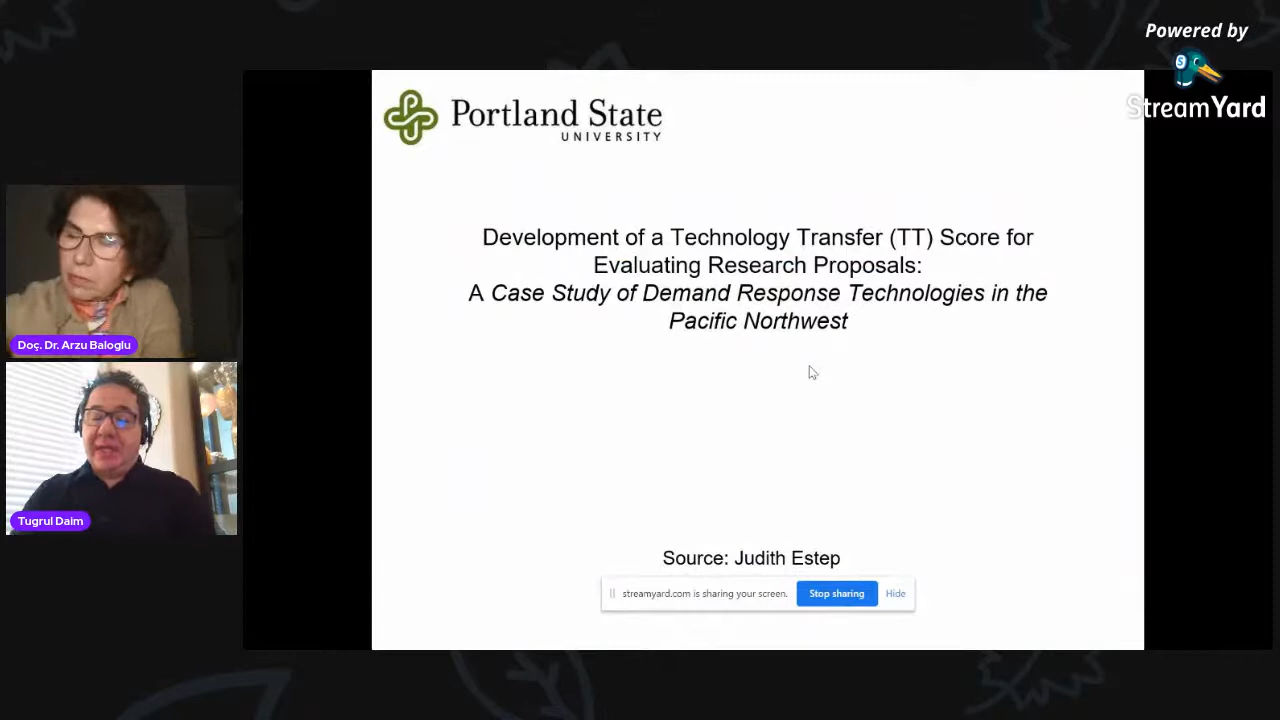 Powered by
StreamYard
Portland State
UNIVERSITY
Development of a Technology Transfer (TT) Score for
Evaluating Research Proposals:
A Case Study of Demand Response Technologies in the
Pacific Northwest
Doç. Dr. Arzu Baloglu
Tugrul Daim
Source: Judith Estep
streamyard.com is sharing your screen.
Stop sharing
Hide